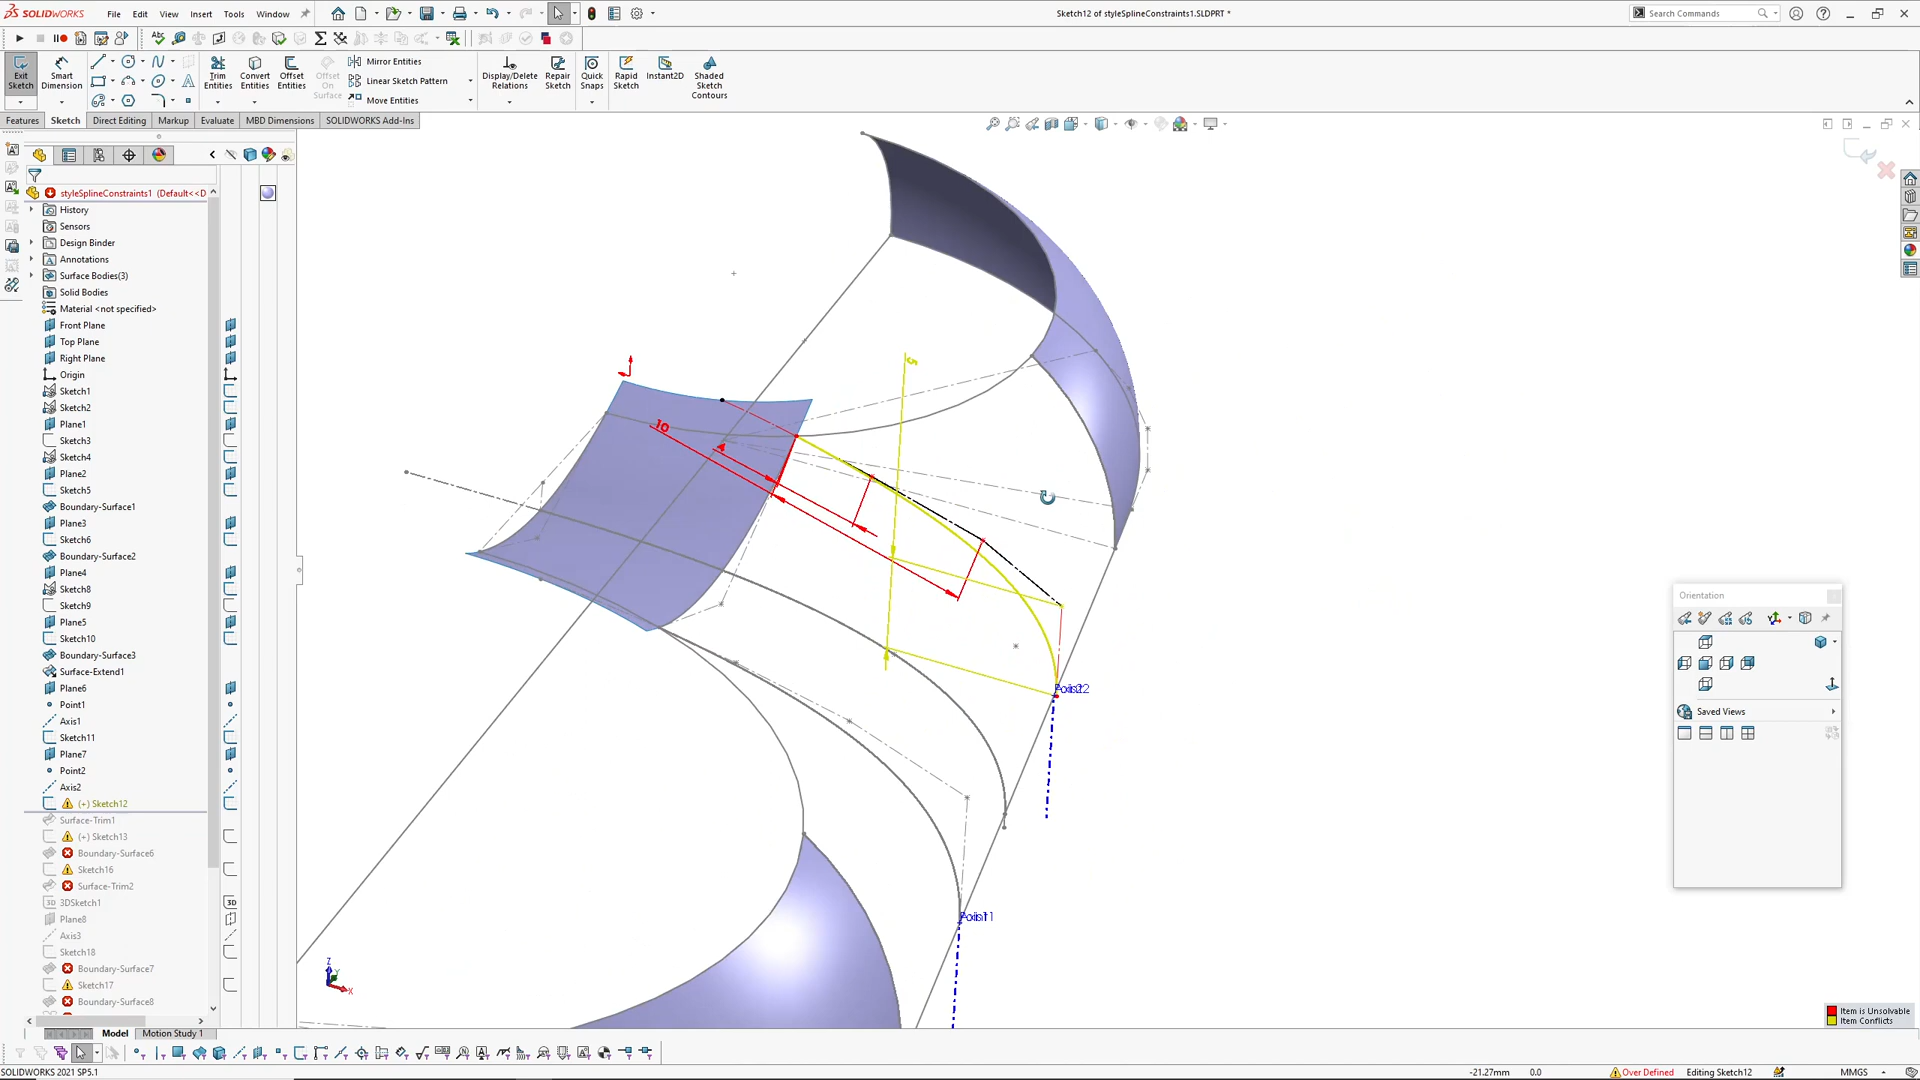 SOLIDWORKS
File Edit View Insert Tools Window
Sketch12 of styleSplineConstraints1.SLDPRT *
Search Commands
Exit Sketch
Smart Dimension
Trim Entities
Convert Entities
Offset Entities
Offset On Surface
Mirror Entities
Linear Sketch Pattern
Move Entities
Display/Delete Relations
Repair Sketch
Quick Snaps
Rapid Sketch
Instant2D
Shaded Sketch Contours
Features Sketch Direct Editing Markup Evaluate MBD Dimensions SOLIDWORKS Add-Ins
styleSplineConstraints1 (Default<<D
History
Sensors
Design Binder
Annotations
Surface Bodies(3)
Solid Bodies
Material <not specified>
Front Plane
Top Plane
Right Plane
Origin
Sketch1
Sketch2
Plane1
Sketch3
Sketch4
Plane2
Sketch5
Boundary-Surface1
Plane3
Sketch6
Boundary-Surface2
Plane4
Sketch8
Sketch9
Plane5
Sketch10
Boundary-Surface3
Surface-Extend1
Plane6
Point1
Axis1
Sketch11
Plane7
Point2
Axis2
(+) Sketch12
Surface-Trim1
(+) Sketch13
Boundary-Surface6
Sketch16
Surface-Trim2
3DSketch1
Plane8
Axis3
Sketch18
Boundary-Surface7
Sketch17
Boundary-Surface8
3D
5
10
4
Z
Y
X
Orientation
Saved Views
Item is Unsolvable
Item Conflicts
Model Motion Study 1
SOLIDWORKS 2021 SP5.1
-21.27mm 0.0 Over Defined Editing Sketch12 MMGS